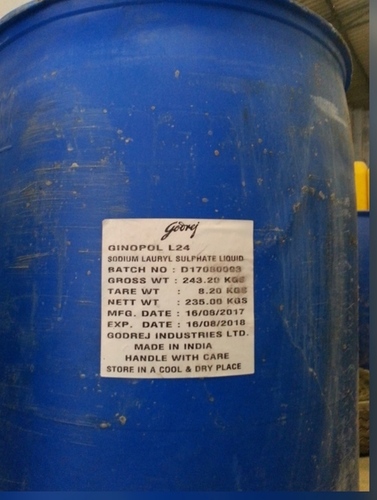 Godrej
GINOPOL L24
SODIUM LAURYL SULPHATE LIQUID
BATCH NO : D17080003
GROSS WT : 243.20 KGS
TARE WT : 8.20 KGS
NETT WT : 235.00 KGS
MFG. DATE : 16/09/2017
EXP. DATE : 16/08/2018
GODREJ INDUSTRIES LTD.
MADE IN INDIA
HANDLE WITH CARE
STORE IN A COOL & DRY PLACE